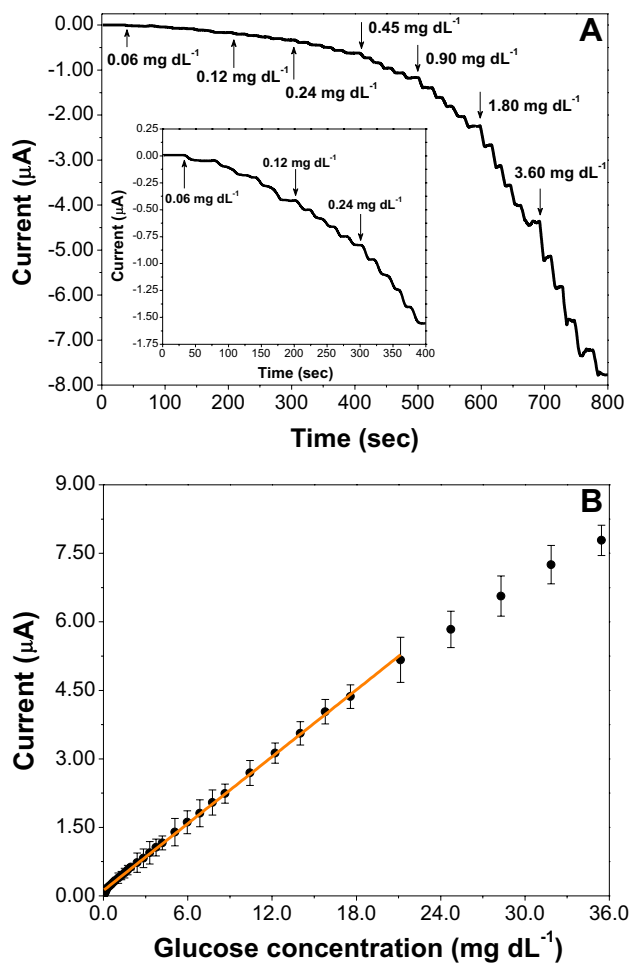 A
0.00
-1.00
-2.00
-3.00
-4.00
-5.00
-6.00
-7.00
-8.00
Current (µA)
0.06 mg dL⁻¹
0.12 mg dL⁻¹
0.24 mg dL⁻¹
0.45 mg dL⁻¹
0.90 mg dL⁻¹
1.80 mg dL⁻¹
3.60 mg dL⁻¹
0.25
0.00
-0.25
-0.50
-0.75
-1.00
-1.25
-1.50
-1.75
Current (µA)
0.06 mg dL⁻¹
0.12 mg dL⁻¹
0.24 mg dL⁻¹
0 50 100 150 200 250 300 350 400
Time (sec)
0 100 200 300 400 500 600 700 800
Time (sec)
B
9.00
7.50
6.00
4.50
3.00
1.50
0.00
Current (µA)
0.0 6.0 12.0 18.0 24.0 30.0 36.0
Glucose concentration (mg dL⁻¹)